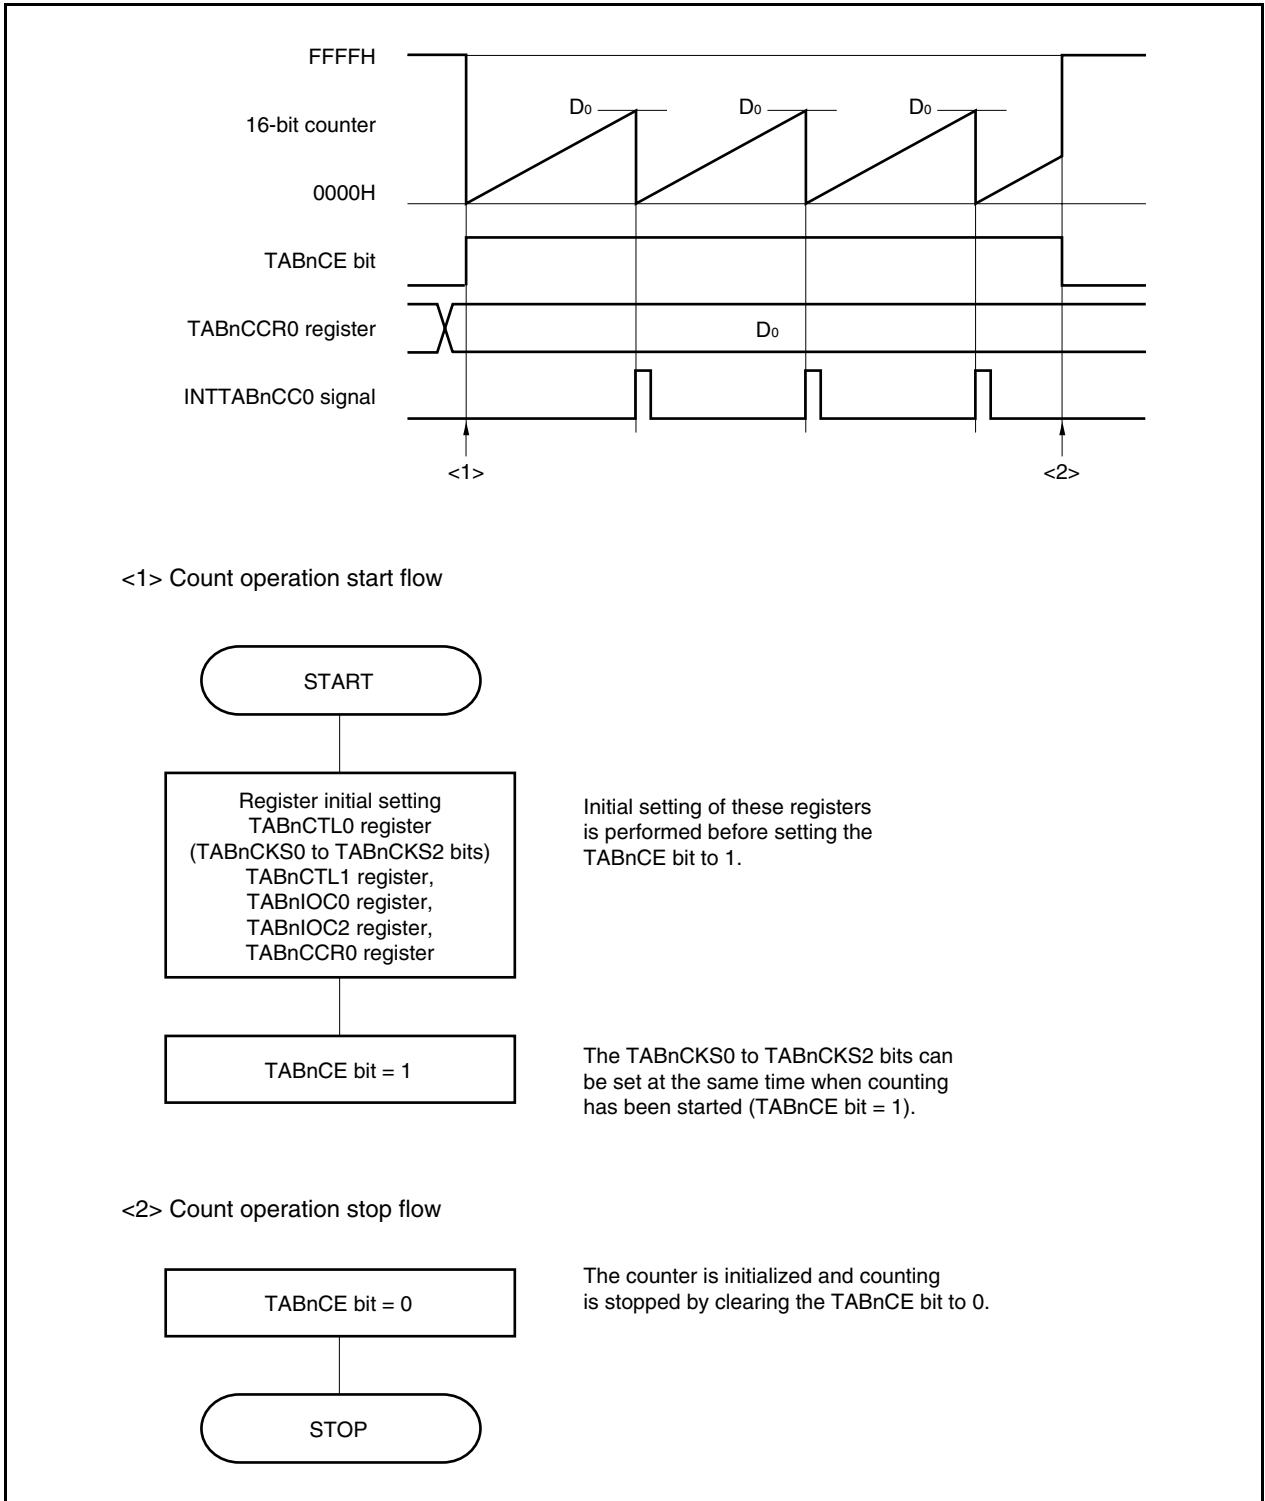 FFFFH
16-bit counter
D0 D0 D0
0000H
TABnCE bit
TABnCCR0 register
D0
INTTABnCC0 signal
<1> <2>
<1> Count operation start flow
START
Register initial setting
TABnCTL0 register
(TABnCKS0 to TABnCKS2 bits)
TABnCTL1 register,
TABnIOC0 register,
TABnIOC2 register,
TABnCCR0 register
Initial setting of these registers
is performed before setting the
TABnCE bit to 1.
TABnCE bit = 1
The TABnCKS0 to TABnCKS2 bits can
be set at the same time when counting
has been started (TABnCE bit = 1).
<2> Count operation stop flow
TABnCE bit = 0
The counter is initialized and counting
is stopped by clearing the TABnCE bit to 0.
STOP